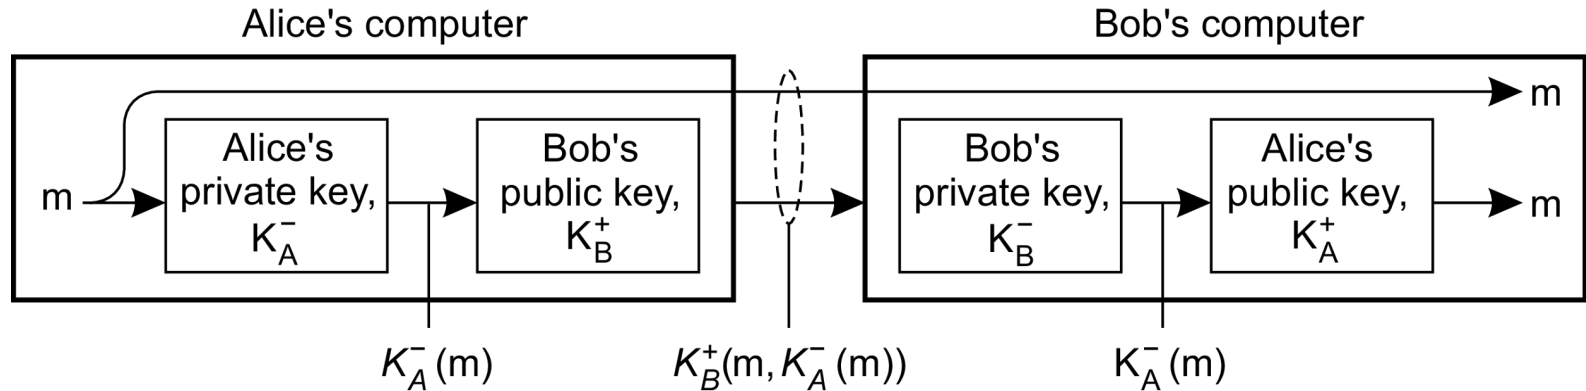 Alice's computer
Bob's computer
m
m
Alice's
private key,
K_A^-
Bob's
public key,
K_B^+
Bob's
private key,
K_B^-
Alice's
public key,
K_A^+
m
K_A^-(m)
K_B^+(m, K_A^-(m))
K_A^-(m)